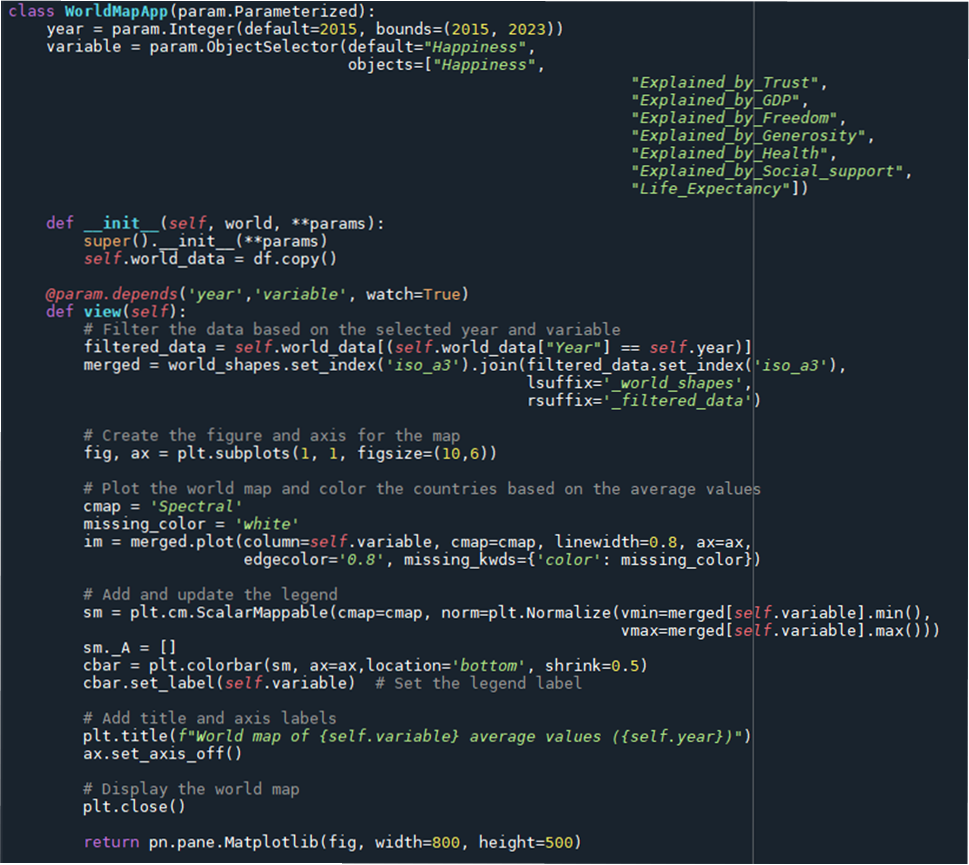 class WorldMapApp(param.Parameterized):
    year = param.Integer(default=2015, bounds=(2015, 2023))
    variable = param.ObjectSelector(default="Happiness",
                                    objects=["Happiness",
                                                                  "Explained_by_Trust",
                                                                  "Explained_by_GDP",
                                                                  "Explained_by_Freedom",
                                                                  "Explained_by_Generosity",
                                                                  "Explained_by_Health",
                                                                  "Explained_by_Social_support",
                                                                  "Life_Expectancy"])
    def __init__(self, world, **params):
        super().__init__(**params)
        self.world_data = df.copy()
    @param.depends('year','variable', watch=True)
    def view(self):
        # Filter the data based on the selected year and variable
        filtered_data = self.world_data[(self.world_data["Year"] == self.year)]
        merged = world_shapes.set_index('iso_a3').join(filtered_data.set_index('iso_a3'),
                                                       lsuffix='_world_shapes',
                                                       rsuffix='_filtered_data')
        # Create the figure and axis for the map
        fig, ax = plt.subplots(1, 1, figsize=(10,6))
        # Plot the world map and color the countries based on the average values
        cmap = 'Spectral'
        missing_color = 'white'
        im = merged.plot(column=self.variable, cmap=cmap, linewidth=0.8, ax=ax,
                         edgecolor='0.8', missing_kwds={'color': missing_color})
        # Add and update the legend
        sm = plt.cm.ScalarMappable(cmap=cmap, norm=plt.Normalize(vmin=merged[self.variable].min(),
                                                                 vmax=merged[self.variable].max()))
        sm._A = []
        cbar = plt.colorbar(sm, ax=ax,location='bottom', shrink=0.5)
        cbar.set_label(self.variable)  # Set the legend label
        # Add title and axis labels
        plt.title(f"World map of {self.variable} average values ({self.year})")
        ax.set_axis_off()
        # Display the world map
        plt.close()
        return pn.pane.Matplotlib(fig, width=800, height=500)